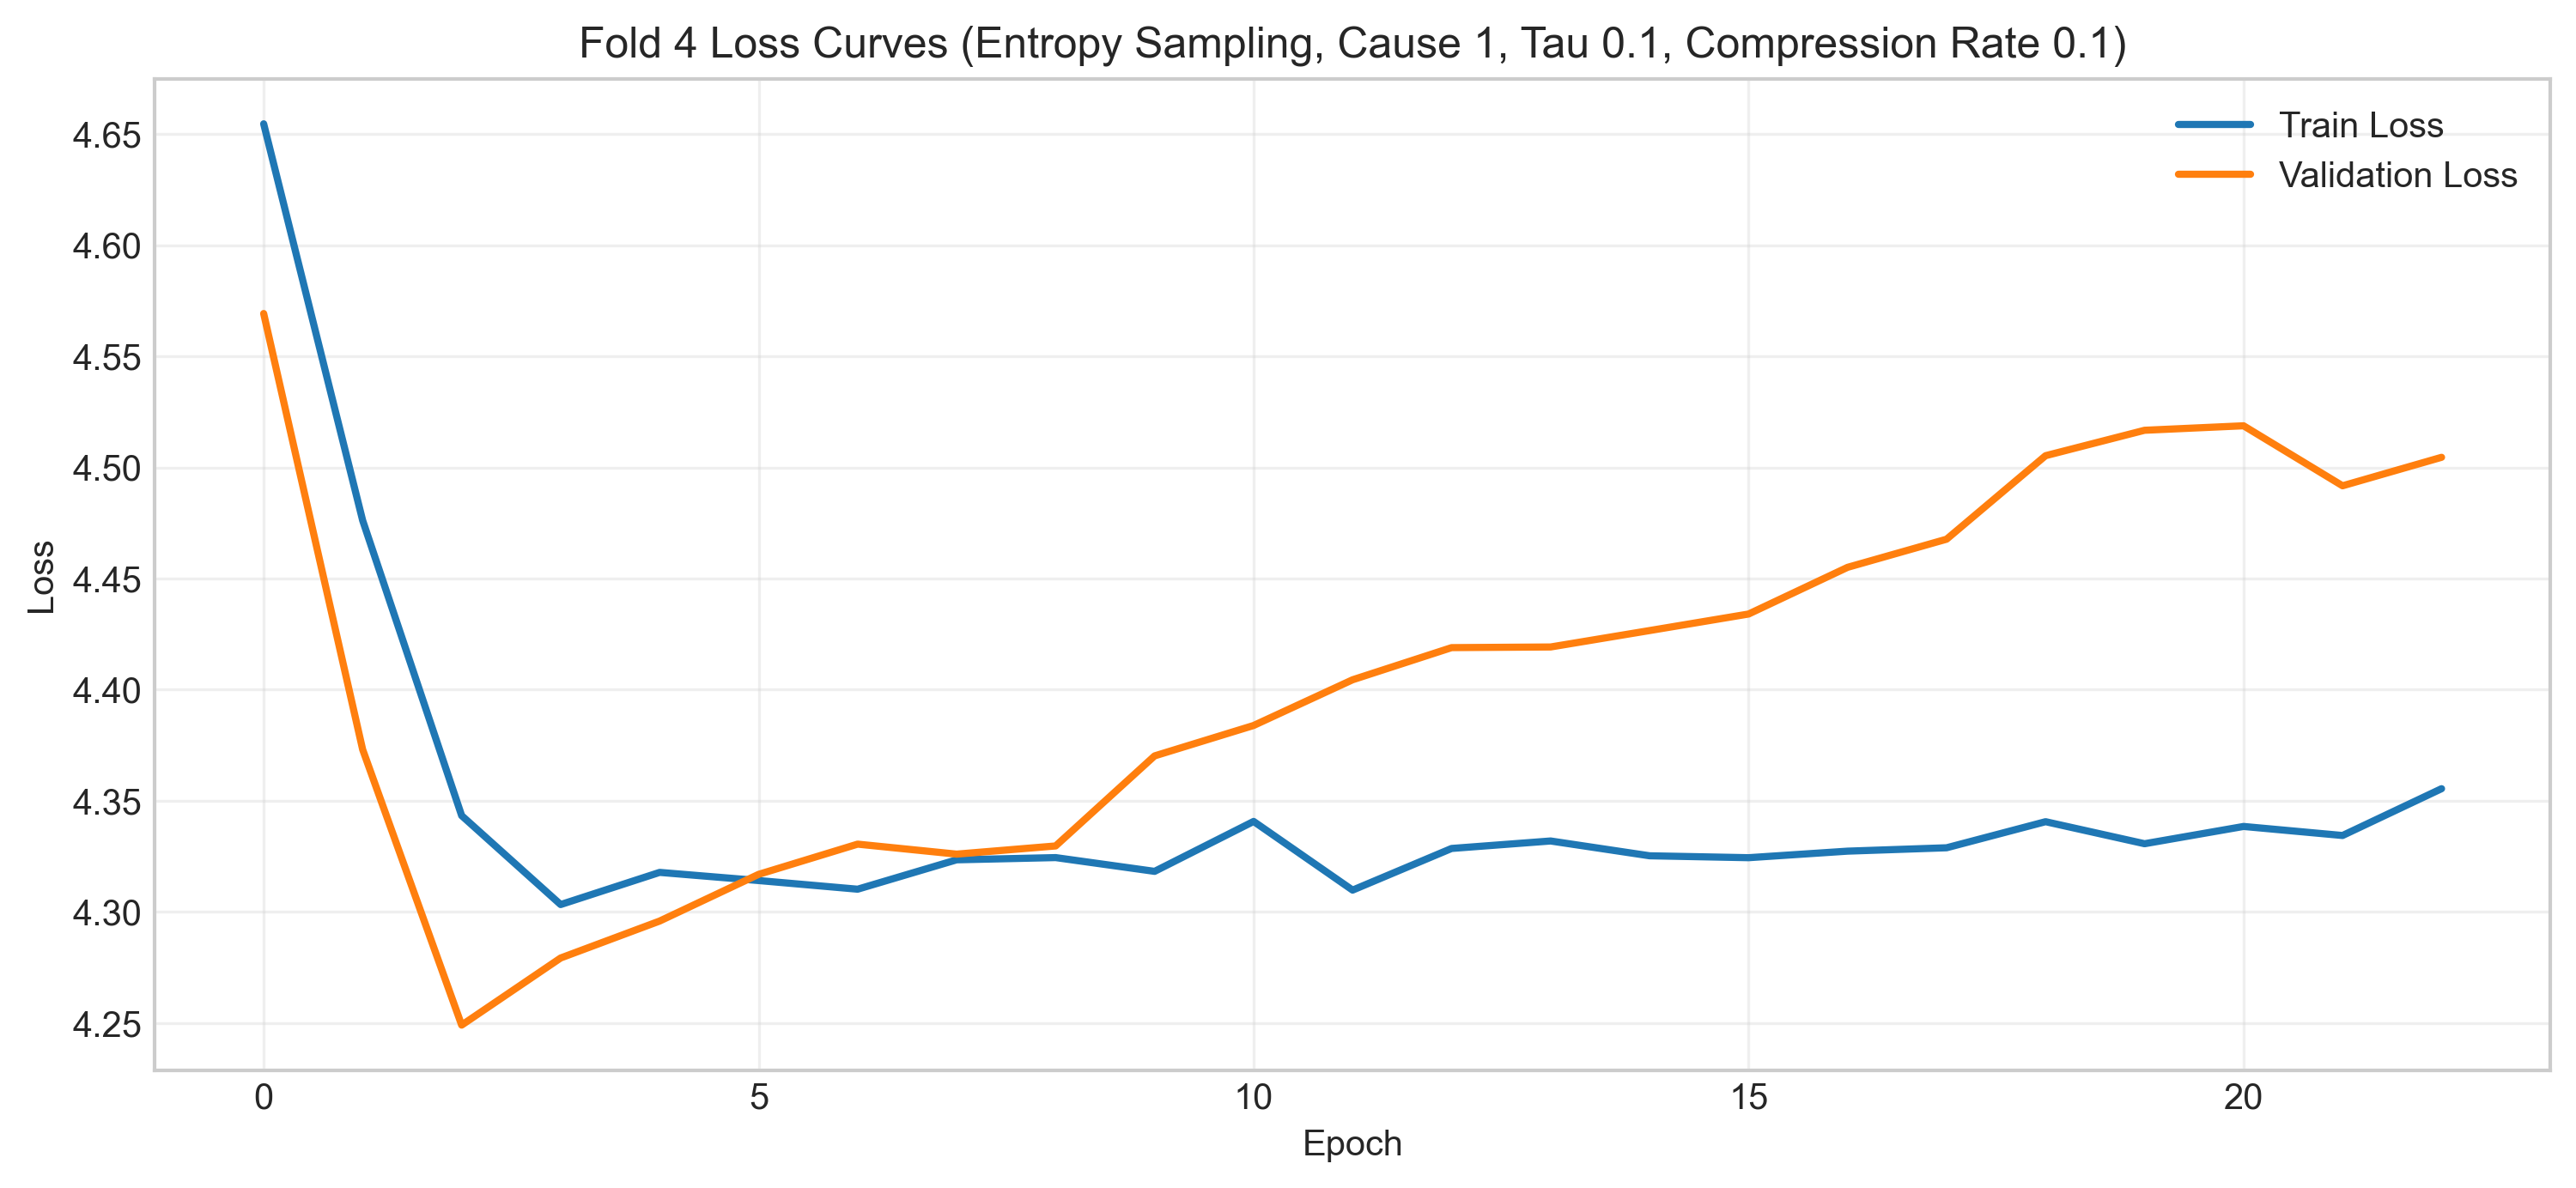 Fold 4 Loss Curves (Entropy Sampling, Cause 1, Tau 0.1, Compression Rate 0.1)
Train Loss
Validation Loss
4.65
4.60
4.55
4.50
4.45
4.40
4.35
4.30
4.25
Loss
0 5 10 15 20
Epoch